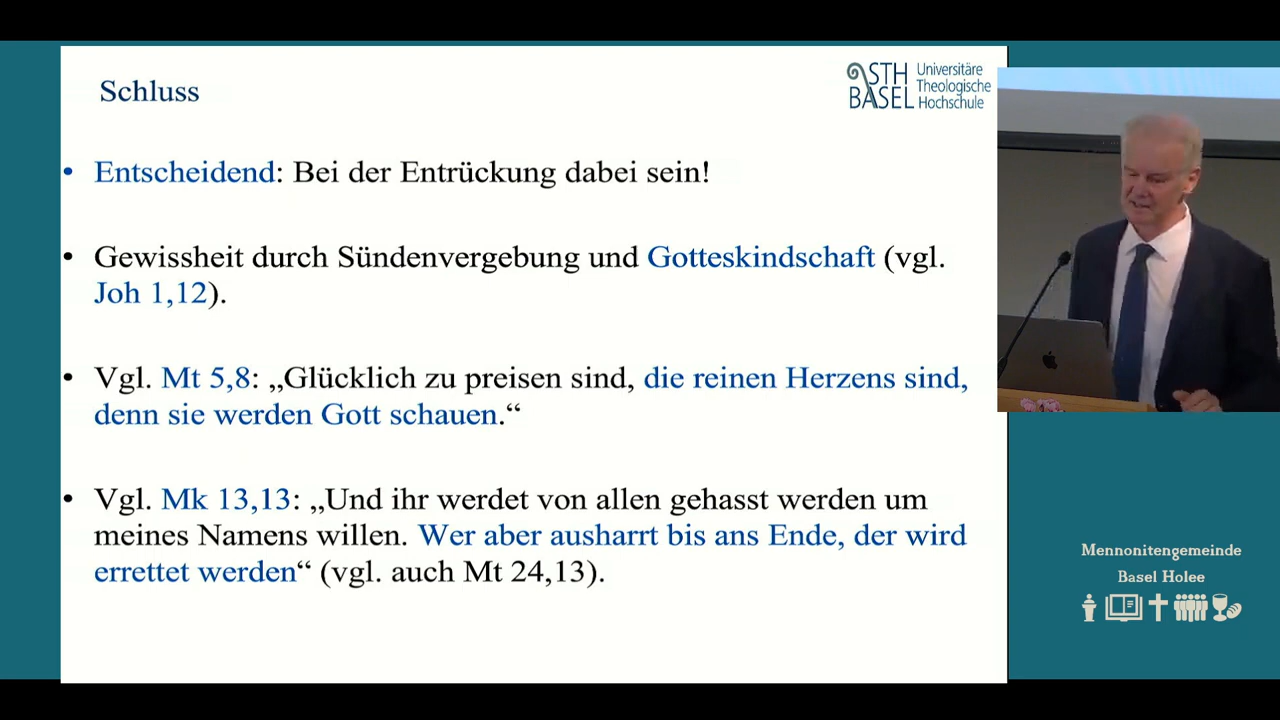 Schluss
STH BASEL Universitäre Theologische Hochschule
• Entscheidend: Bei der Entrückung dabei sein!
• Gewissheit durch Sündenvergebung und Gotteskindschaft (vgl.
Joh 1,12).
• Vgl. Mt 5,8: „Glücklich zu preisen sind, die reinen Herzens sind,
denn sie werden Gott schauen.“
• Vgl. Mk 13,13: „Und ihr werdet von allen gehasst werden um
meines Namens willen. Wer aber ausharrt bis ans Ende, der wird
errettet werden“ (vgl. auch Mt 24,13).
Mennonitengemeinde
Basel Holee